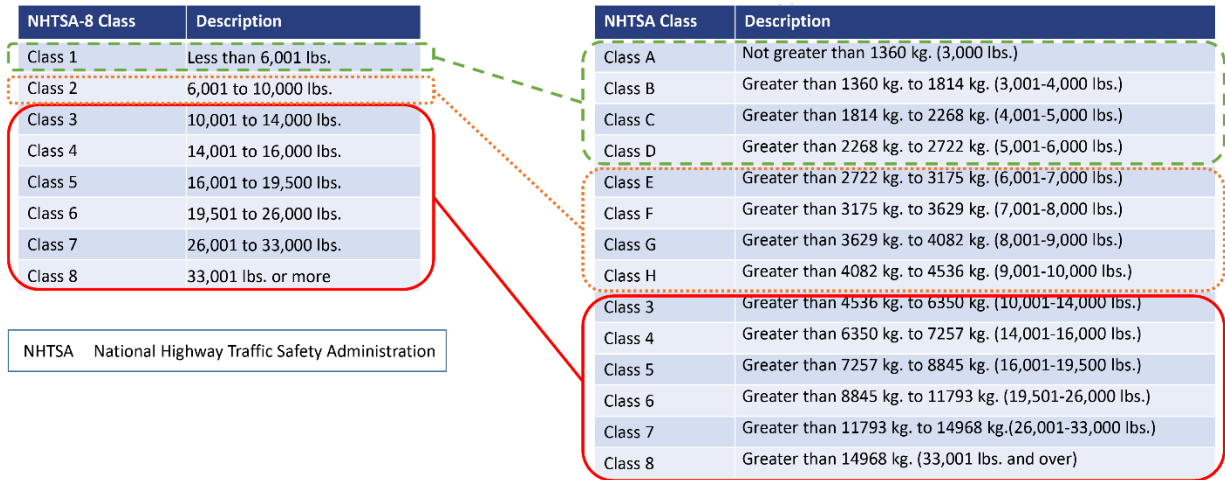 NHTSA-8 Class Description
Class 1 Less than 6,001 lbs.
Class 2 6,001 to 10,000 lbs.
Class 3 10,001 to 14,000 lbs.
Class 4 14,001 to 16,000 lbs.
Class 5 16,001 to 19,500 lbs.
Class 6 19,501 to 26,000 lbs.
Class 7 26,001 to 33,000 lbs.
Class 8 33,001 lbs. or more
NHTSA National Highway Traffic Safety Administration
NHTSA Class Description
Class A Not greater than 1360 kg. (3,000 lbs.)
Class B Greater than 1360 kg. to 1814 kg. (3,001-4,000 lbs.)
Class C Greater than 1814 kg. to 2268 kg. (4,001-5,000 lbs.)
Class D Greater than 2268 kg. to 2722 kg. (5,001-6,000 lbs.)
Class E Greater than 2722 kg. to 3175 kg. (6,001-7,000 lbs.)
Class F Greater than 3175 kg. to 3629 kg. (7,001-8,000 lbs.)
Class G Greater than 3629 kg. to 4082 kg. (8,001-9,000 lbs.)
Class H Greater than 4082 kg. to 4536 kg. (9,001-10,000 lbs.)
Class 3 Greater than 4536 kg. to 6350 kg. (10,001-14,000 lbs.)
Class 4 Greater than 6350 kg. to 7257 kg. (14,001-16,000 lbs.)
Class 5 Greater than 7257 kg. to 8845 kg. (16,001-19,500 lbs.)
Class 6 Greater than 8845 kg. to 11793 kg. (19,501-26,000 lbs.)
Class 7 Greater than 11793 kg. to 14968 kg.(26,001-33,000 lbs.)
Class 8 Greater than 14968 kg. (33,001 lbs. and over)